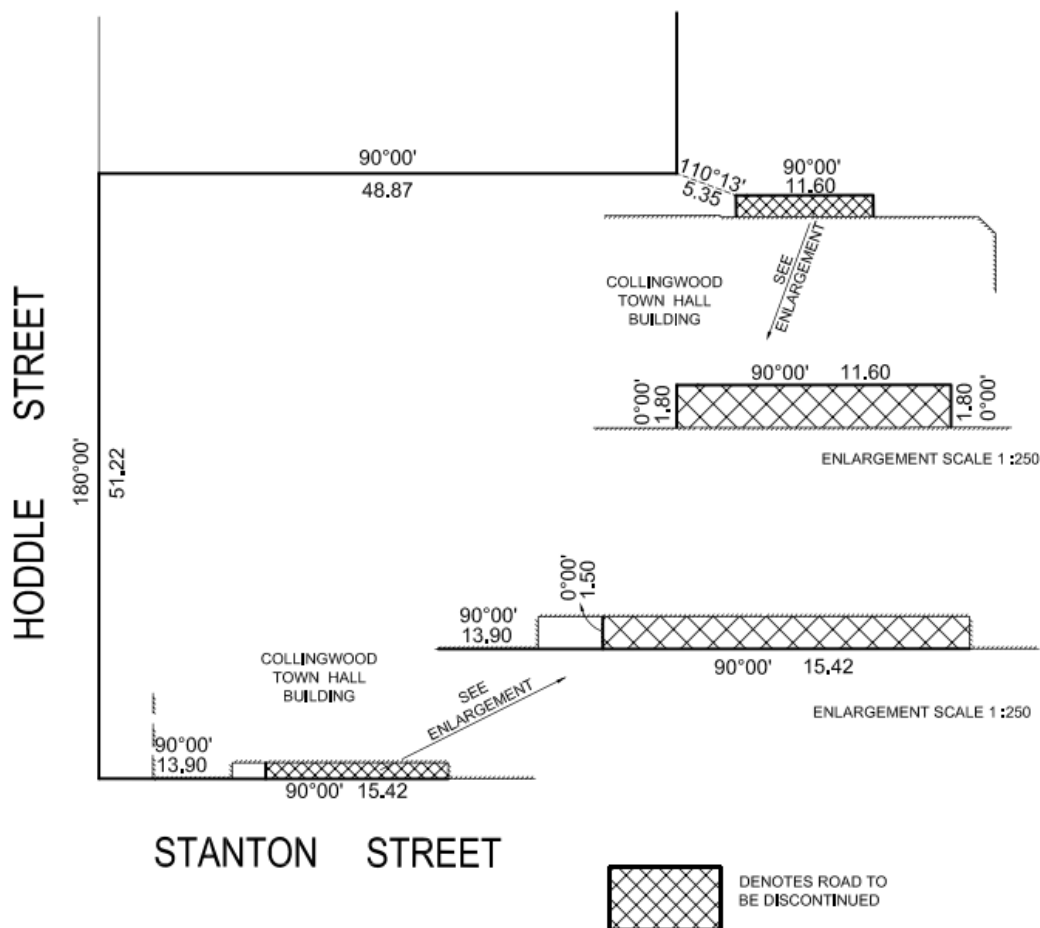 90°00'
48.87
110°13'
5.35
90°00'
11.60
SEE
ENLARGEMENT
COLLINGWOOD
TOWN HALL
BUILDING
90°00' 11.60
0°00'
1.80
1.80
0°00'
ENLARGEMENT SCALE 1:250
HODDLE STREET
180°00'
51.22
0°00'
1.50
90°00'
13.90
90°00' 15.42
ENLARGEMENT SCALE 1:250
COLLINGWOOD
TOWN HALL
BUILDING
SEE
ENLARGEMENT
90°00'
13.90
90°00' 15.42
STANTON STREET
DENOTES ROAD TO
BE DISCONTINUED